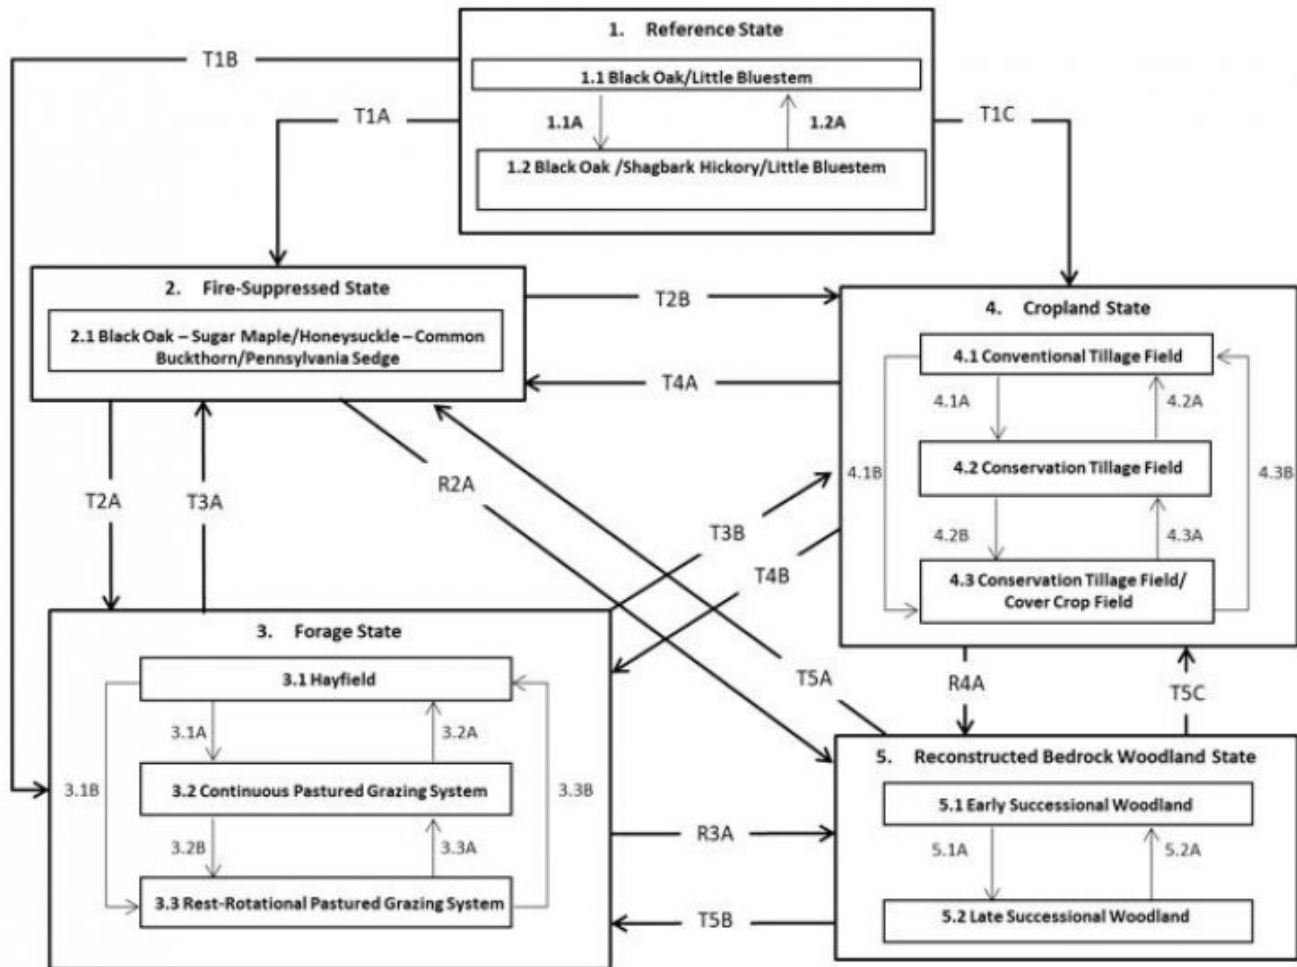 1. Reference State
T1B
1.1 Black Oak/Little Bluestem
T1A
1.1A
1.2A
T1C
1.2 Black Oak /Shagbark Hickory/Little Bluestem
2. Fire-Suppressed State
T2B
4. Cropland State
2.1 Black Oak – Sugar Maple/Honeysuckle – Common
Buckthorn/Pennsylvania Sedge
4.1 Conventional Tillage Field
T4A
4.1A
4.2A
4.1B
4.2 Conservation Tillage Field
4.3B
R2A
T2A
T3A
T3B
4.2B
4.3A
T4B
4.3 Conservation Tillage Field/
Cover Crop Field
3. Forage State
3.1 Hayfield
T5A
R4A
T5C
3.1A
3.2A
5. Reconstructed Bedrock Woodland State
3.1B
3.2 Continuous Pastured Grazing System
3.3B
5.1 Early Successional Woodland
R3A
3.2B
3.3A
5.1A
5.2A
3.3 Rest-Rotational Pastured Grazing System
T5B
5.2 Late Successional Woodland